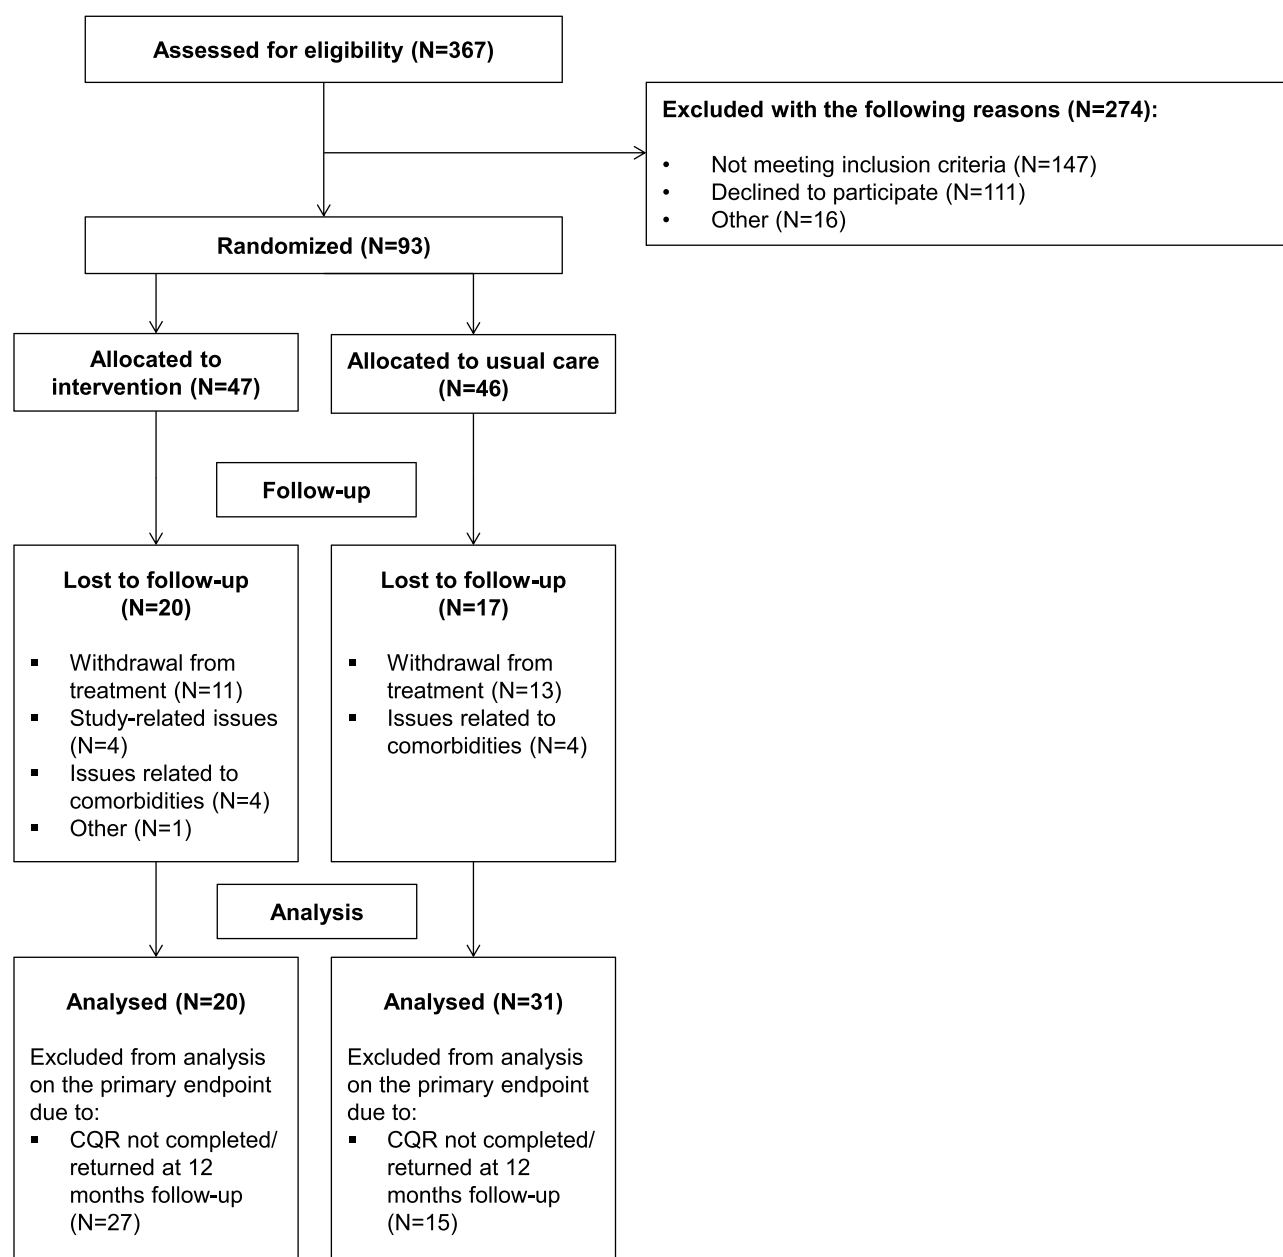 Assessed for eligibility (N=367)
Excluded with the following reasons (N=274):
• Not meeting inclusion criteria (N=147)
• Declined to participate (N=111)
• Other (N=16)
Randomized (N=93)
Allocated to
intervention (N=47)
Allocated to usual care
(N=46)
Follow-up
Lost to follow-up
(N=20)
▪ Withdrawal from
treatment (N=11)
▪ Study-related issues
(N=4)
▪ Issues related to
comorbidities (N=4)
▪ Other (N=1)
Lost to follow-up
(N=17)
▪ Withdrawal from
treatment (N=13)
▪ Issues related to
comorbidities (N=4)
Analysis
Analysed (N=20)
Excluded from analysis
on the primary endpoint
due to:
▪ CQR not completed/
returned at 12
months follow-up
(N=27)
Analysed (N=31)
Excluded from analysis
on the primary endpoint
due to:
▪ CQR not completed/
returned at 12
months follow-up
(N=15)